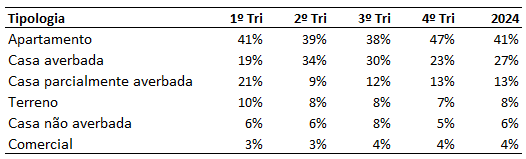 Tipologia 1º Tri 2º Tri 3º Tri 4º Tri 2024
Apartamento 41% 39% 38% 47% 41%
Casa averbada 19% 34% 30% 23% 27%
Casa parcialmente averbada 21% 9% 12% 13% 13%
Terreno 10% 8% 8% 7% 8%
Casa não averbada 6% 6% 8% 5% 6%
Comercial 3% 3% 4% 4% 4%